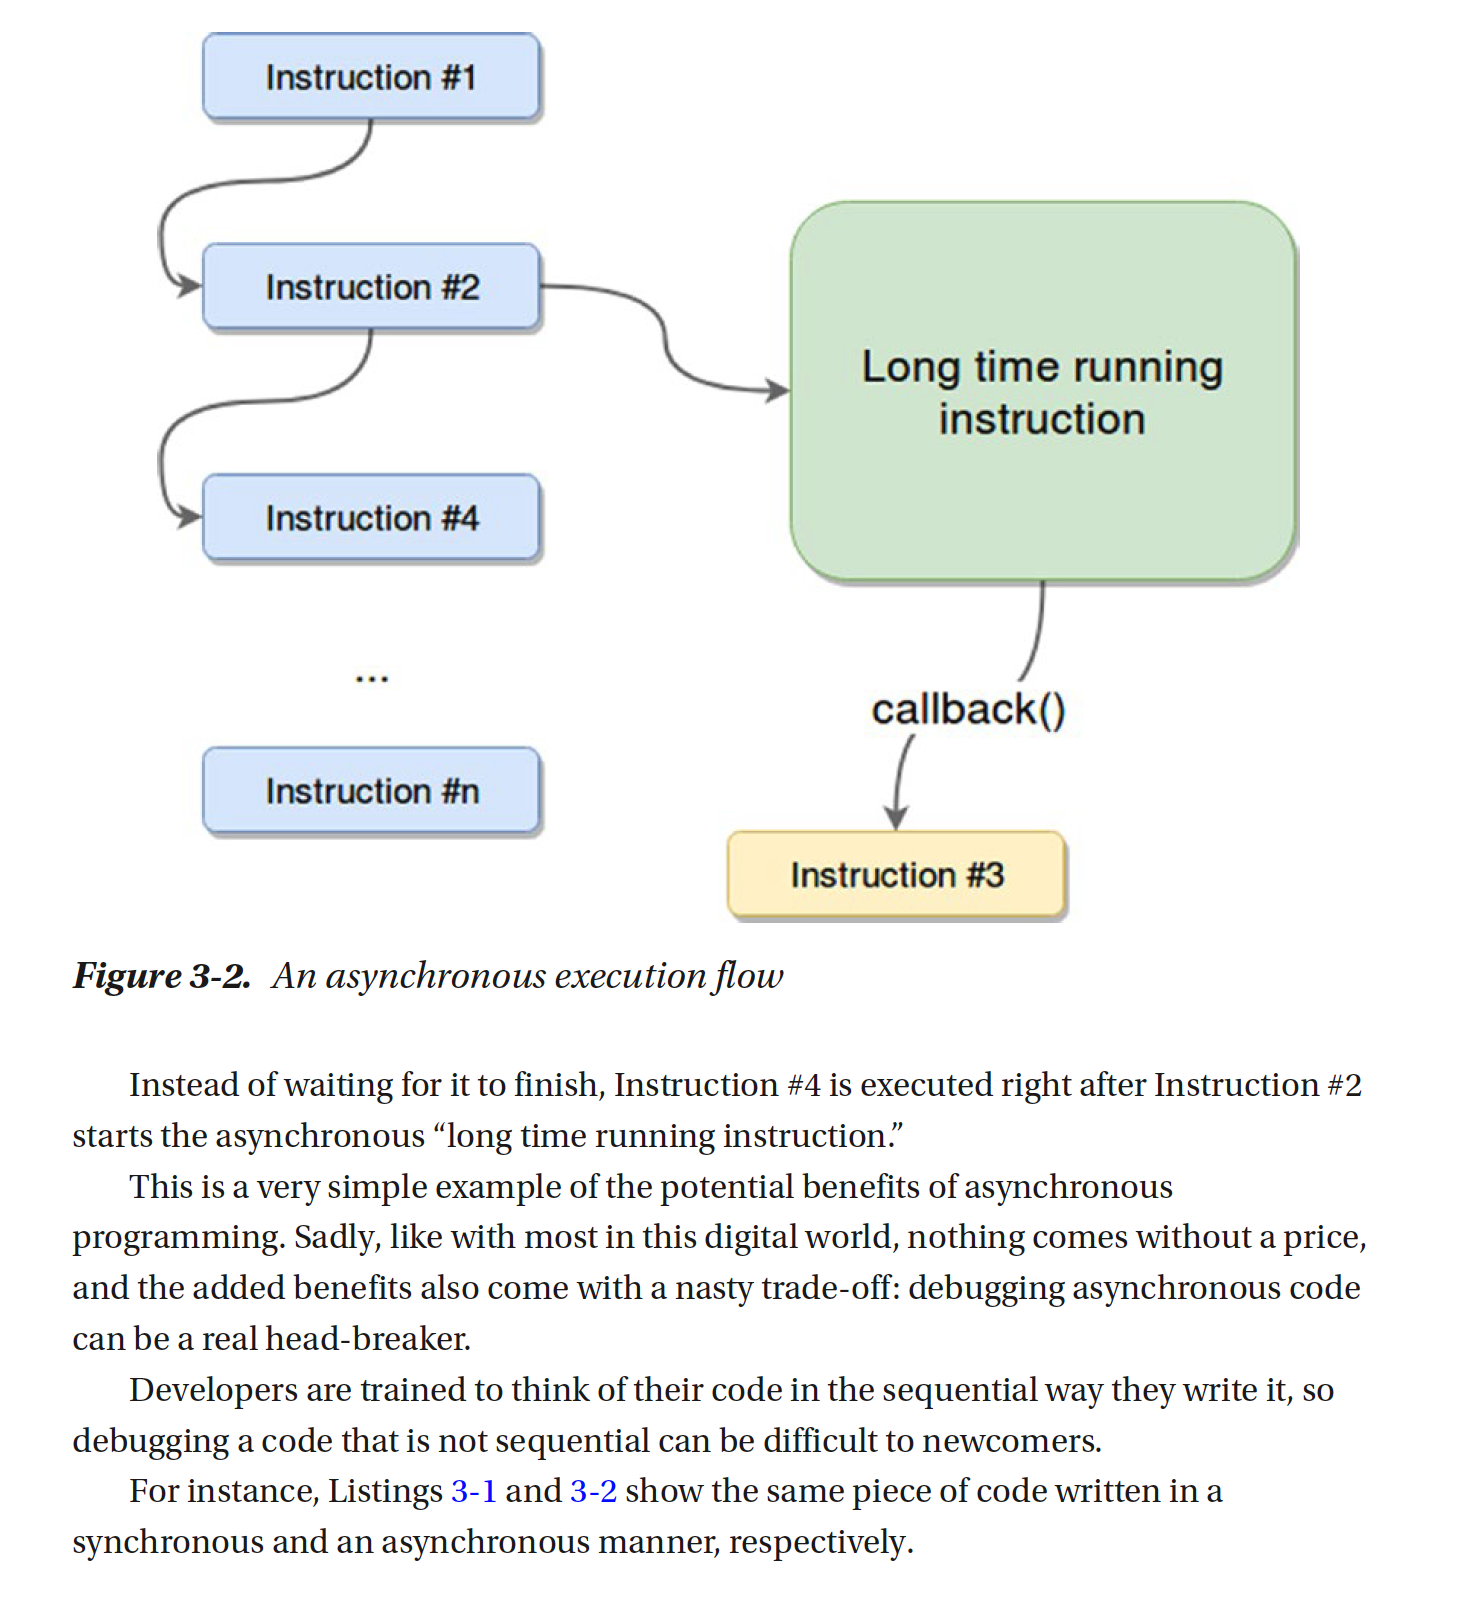 Instruction #1
Instruction #2
Long time running
instruction
Instruction #4
...
callback()
Instruction #n
Instruction #3
Figure 3-2. An asynchronous execution flow
Instead of waiting for it to finish, Instruction #4 is executed right after Instruction #2
starts the asynchronous “long time running instruction.”
This is a very simple example of the potential benefits of asynchronous
programming. Sadly, like with most in this digital world, nothing comes without a price,
and the added benefits also come with a nasty trade-off: debugging asynchronous code
can be a real head-breaker.
Developers are trained to think of their code in the sequential way they write it, so
debugging a code that is not sequential can be difficult to newcomers.
For instance, Listings 3-1 and 3-2 show the same piece of code written in a
synchronous and an asynchronous manner, respectively.